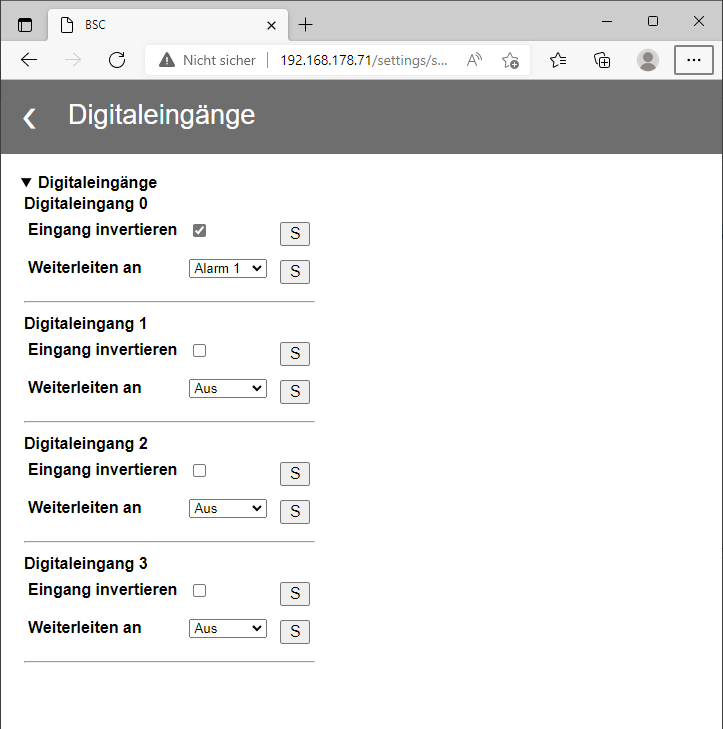 BSC
Nicht sicher 192.168.178.71/settings/s...
Digitaleingänge
Digitaleingänge
Digitaleingang 0
Eingang invertieren S
Weiterleiten an Alarm 1 S
Digitaleingang 1
Eingang invertieren S
Weiterleiten an Aus S
Digitaleingang 2
Eingang invertieren S
Weiterleiten an Aus S
Digitaleingang 3
Eingang invertieren S
Weiterleiten an Aus S